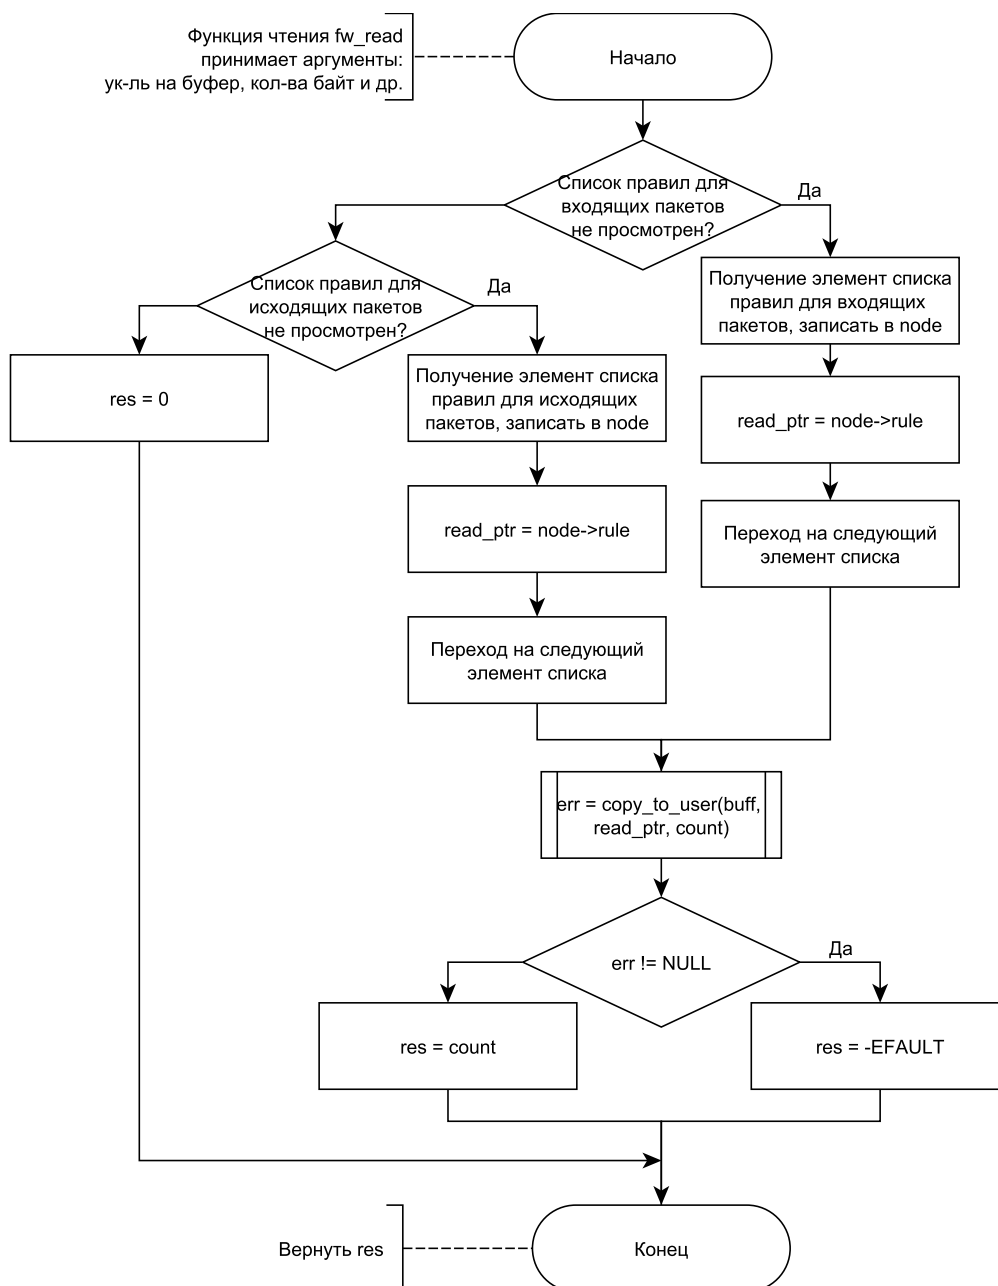 Функция чтения fw_read
принимает аргументы:
ук-ль на буфер, кол-ва байт и др.
Начало
Список правил для
входящих пакетов
не просмотрен?
Да
Список правил для
исходящих пакетов
не просмотрен?
Да
Получение элемент списка
правил для входящих
пакетов, записать в node
res = 0
Получение элемент списка
правил для исходящих
пакетов, записать в node
read_ptr = node->rule
read_ptr = node->rule
Переход на следующий
элемент списка
Переход на следующий
элемент списка
err = copy_to_user(buff,
read_ptr, count)
err != NULL
Да
res = count
res = -EFAULT
Вернуть res
Конец